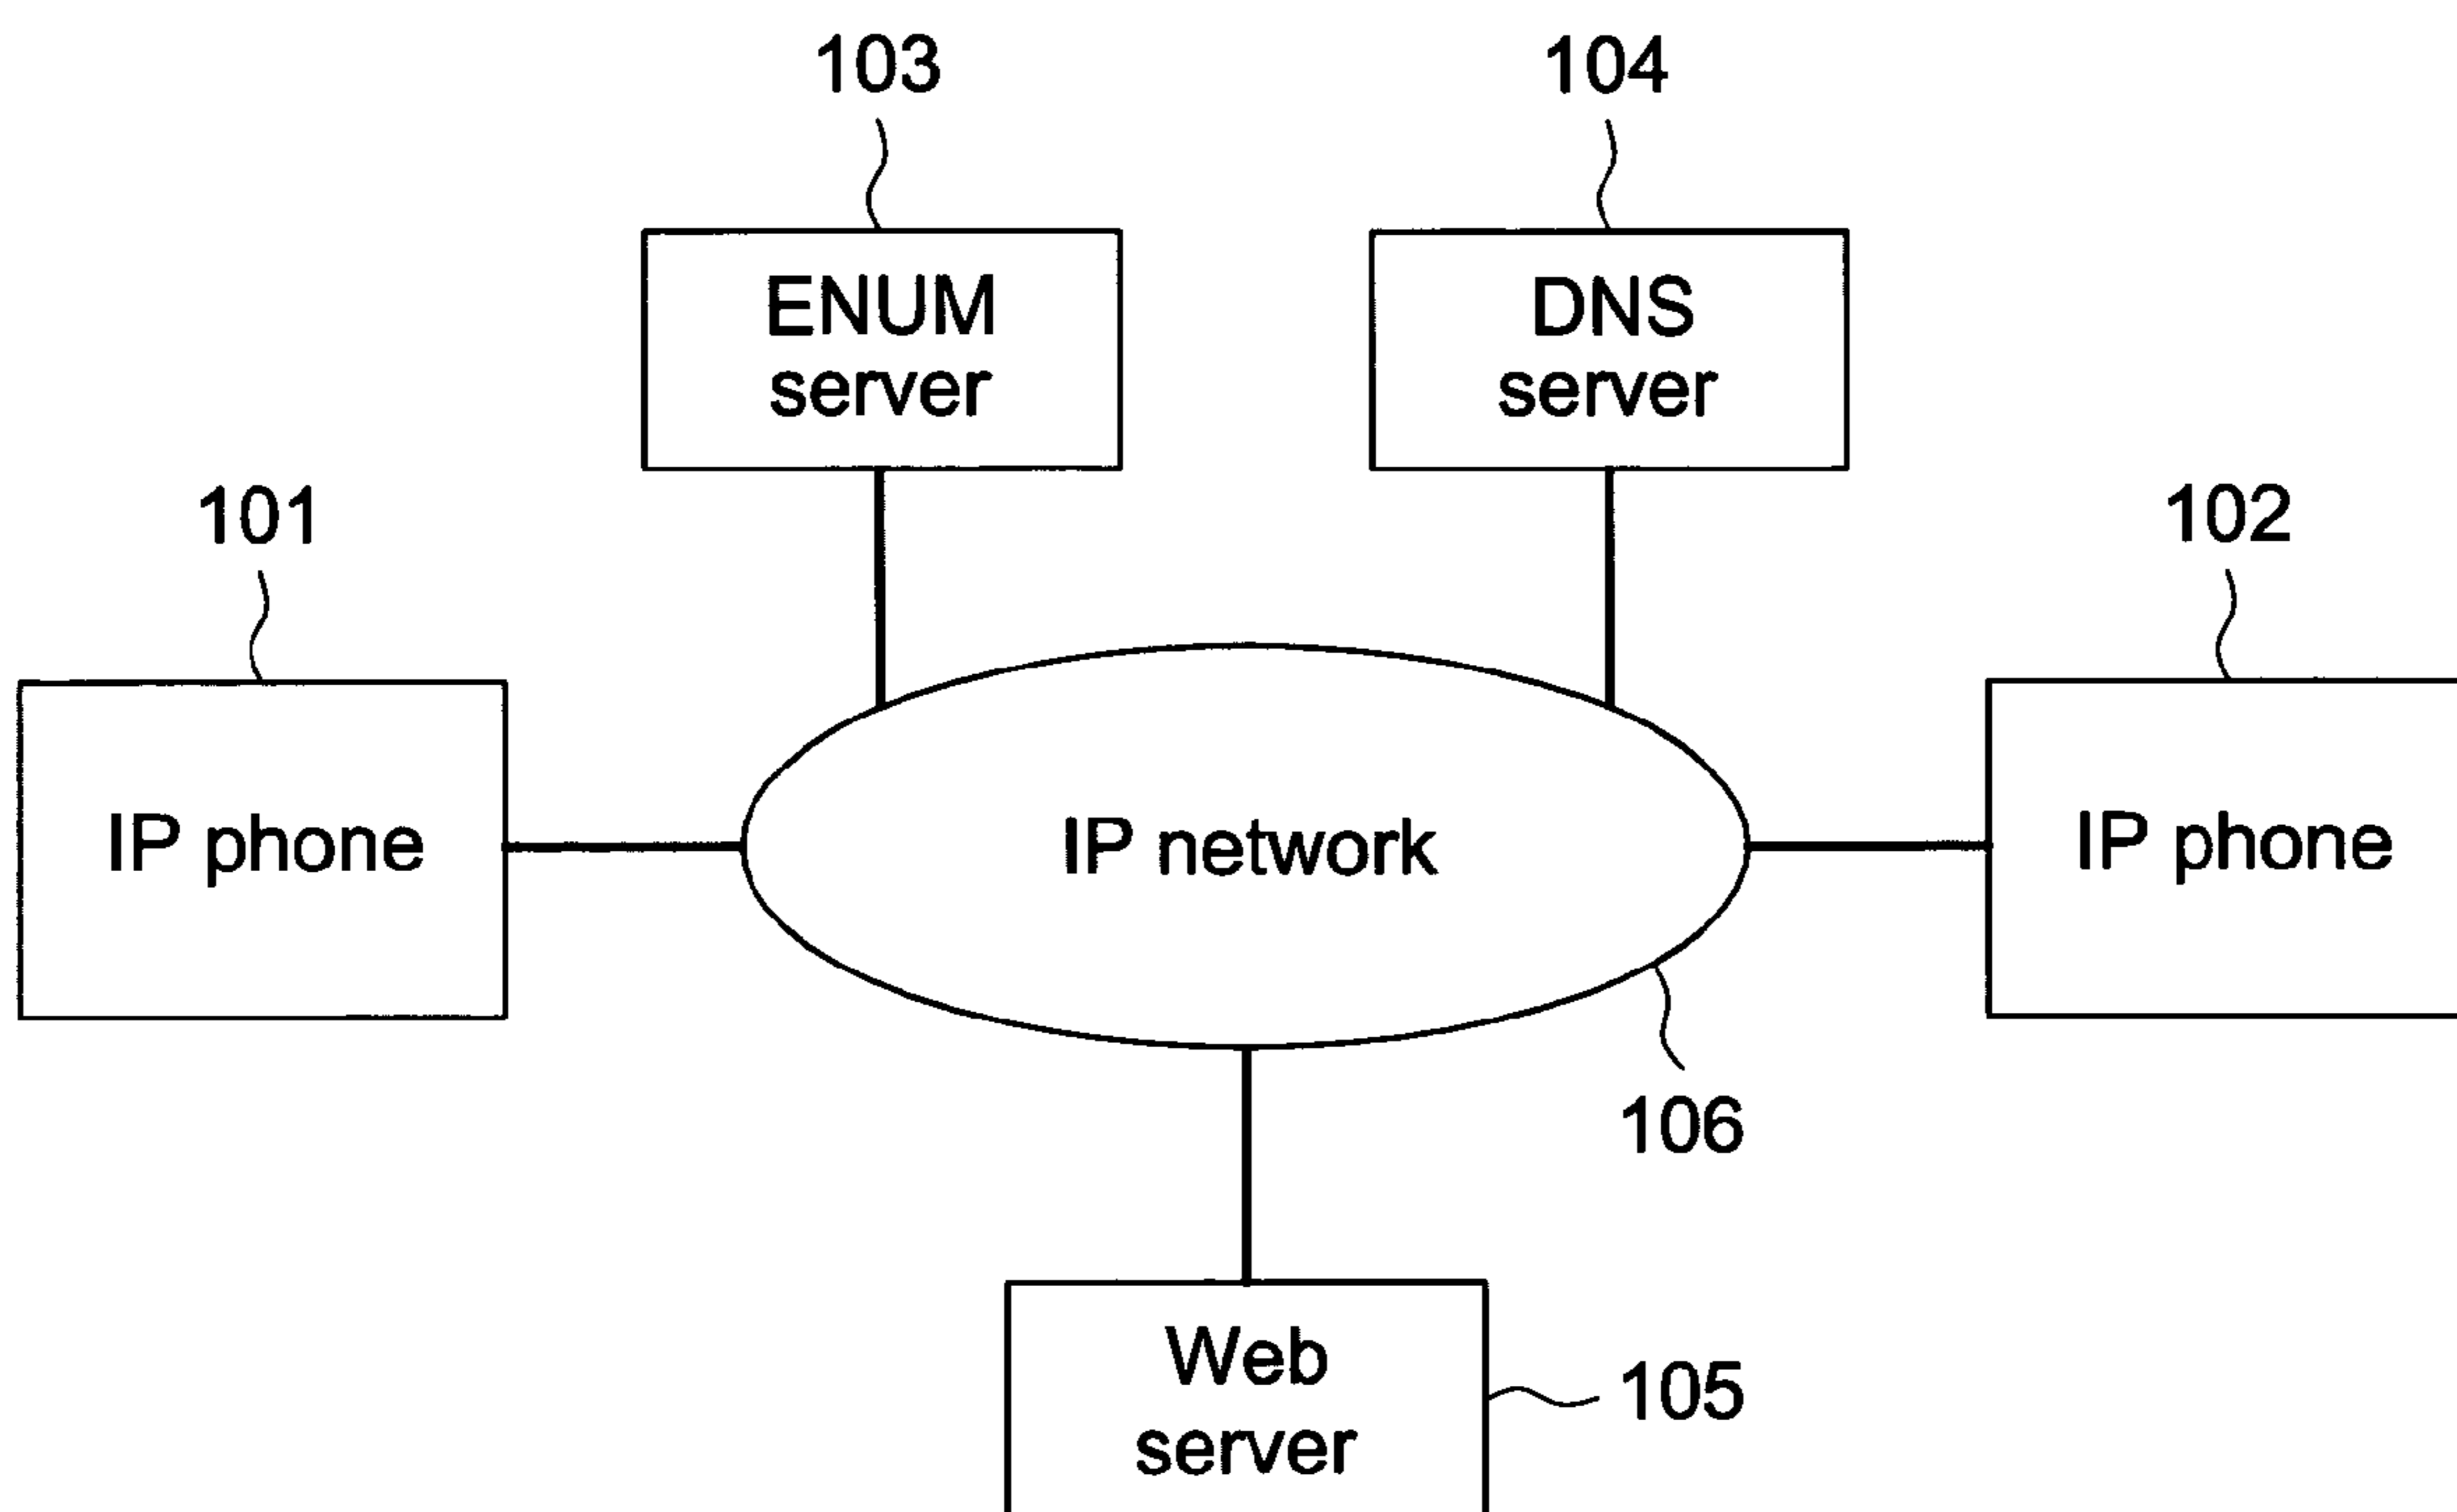 103
104
ENUM
server
DNS
server
101
102
IP phone
IP network
IP phone
106
Web
server
105